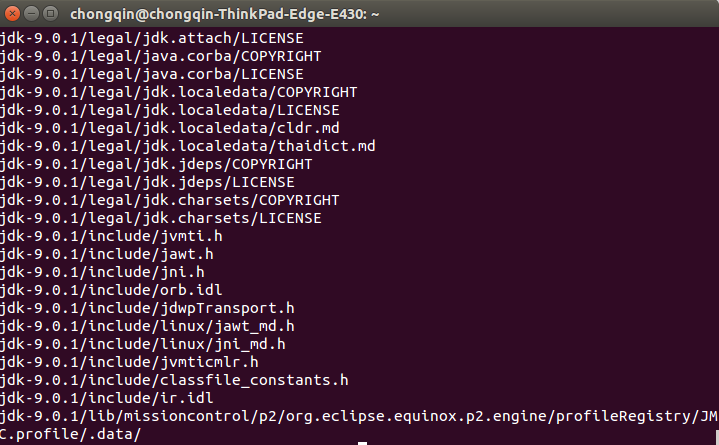 chongqin@chongqin-ThinkPad-Edge-E430: ~
jdk-9.0.1/legal/jdk.attach/LICENSE
jdk-9.0.1/legal/java.corba/COPYRIGHT
jdk-9.0.1/legal/java.corba/LICENSE
jdk-9.0.1/legal/jdk.localedata/COPYRIGHT
jdk-9.0.1/legal/jdk.localedata/LICENSE
jdk-9.0.1/legal/jdk.localedata/cldr.md
jdk-9.0.1/legal/jdk.localedata/thaidict.md
jdk-9.0.1/legal/jdk.jdeps/COPYRIGHT
jdk-9.0.1/legal/jdk.jdeps/LICENSE
jdk-9.0.1/legal/jdk.charsets/COPYRIGHT
jdk-9.0.1/legal/jdk.charsets/LICENSE
jdk-9.0.1/include/jvmti.h
jdk-9.0.1/include/jawt.h
jdk-9.0.1/include/jni.h
jdk-9.0.1/include/orb.idl
jdk-9.0.1/include/jdwpTransport.h
jdk-9.0.1/include/linux/jawt_md.h
jdk-9.0.1/include/linux/jni_md.h
jdk-9.0.1/include/jvmticmlr.h
jdk-9.0.1/include/classfile_constants.h
jdk-9.0.1/include/ir.idl
jdk-9.0.1/lib/missioncontrol/p2/org.eclipse.equinox.p2.engine/profileRegistry/JM
C.profile/.data/